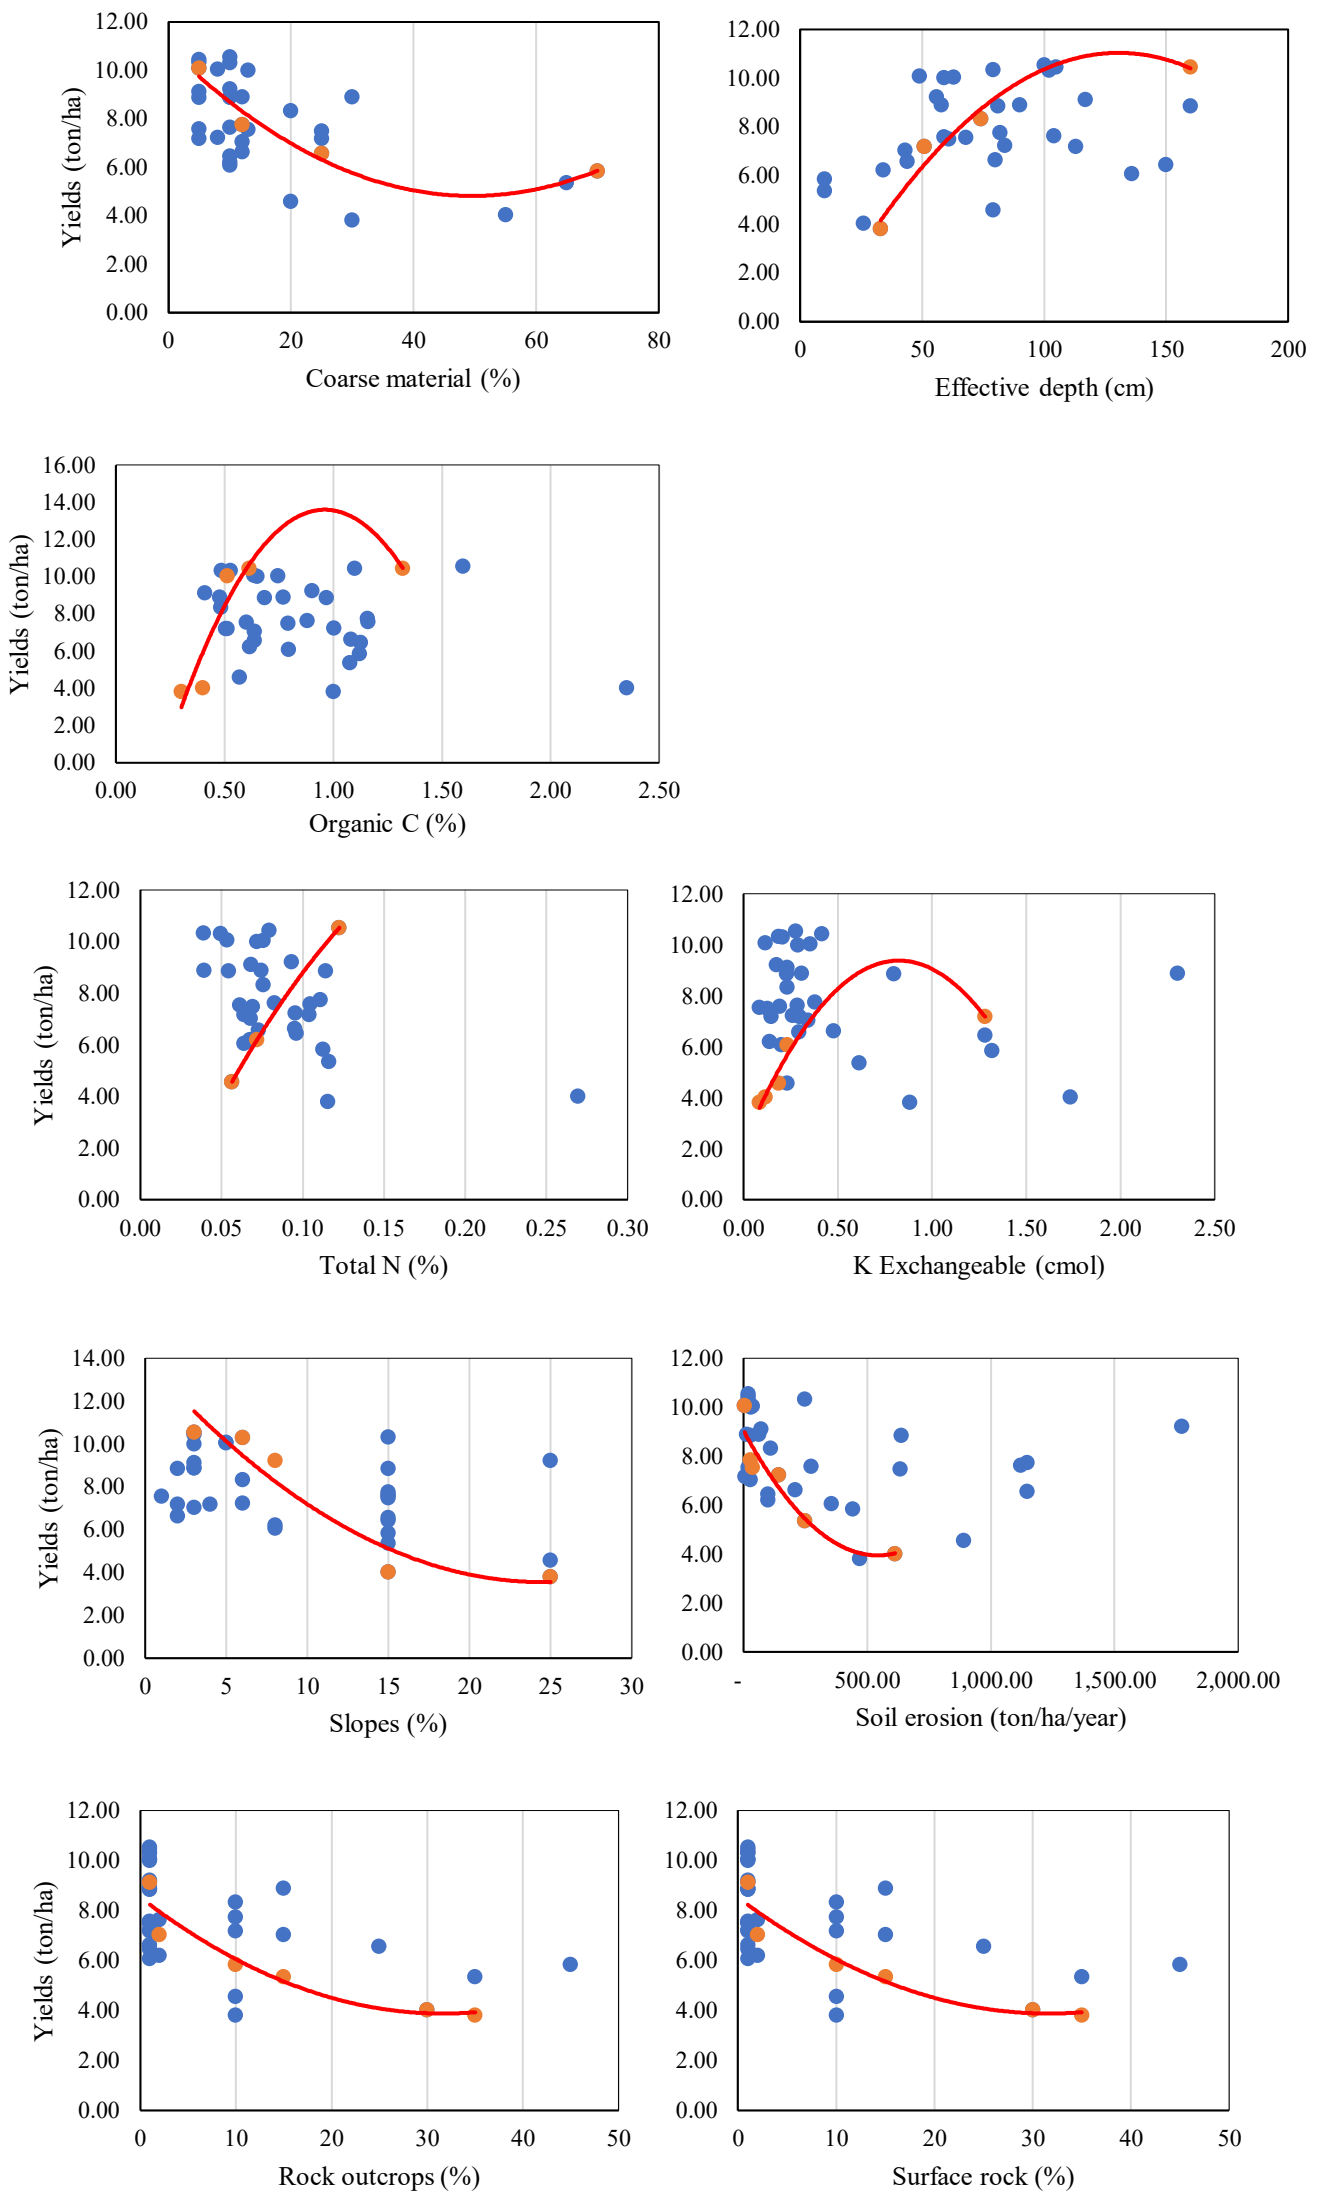 12.00
10.00
8.00
6.00
4.00
2.00
0.00
0 20 40 60 80
Yields (ton/ha)
Coarse material (%)
12.00
10.00
8.00
6.00
4.00
2.00
0.00
0 50 100 150 200
Effective depth (cm)
16.00
14.00
12.00
10.00
8.00
6.00
4.00
2.00
0.00
0.00 0.50 1.00 1.50 2.00 2.50
Yields (ton/ha)
Organic C (%)
12.00
10.00
8.00
6.00
4.00
2.00
0.00
0.00 0.05 0.10 0.15 0.20 0.25 0.30
Yields (ton/ha)
Total N (%)
12.00
10.00
8.00
6.00
4.00
2.00
0.00
0.00 0.50 1.00 1.50 2.00 2.50
K Exchangeable (cmol)
14.00
12.00
10.00
8.00
6.00
4.00
2.00
0.00
0 5 10 15 20 25 30
Yields (ton/ha)
Slopes (%)
12.00
10.00
8.00
6.00
4.00
2.00
0.00
- 500.00 1,000.00 1,500.00 2,000.00
Soil erosion (ton/ha/year)
12.00
10.00
8.00
6.00
4.00
2.00
0.00
0 10 20 30 40 50
Yields (ton/ha)
Rock outcrops (%)
12.00
10.00
8.00
6.00
4.00
2.00
0.00
0 10 20 30 40 50
Surface rock (%)